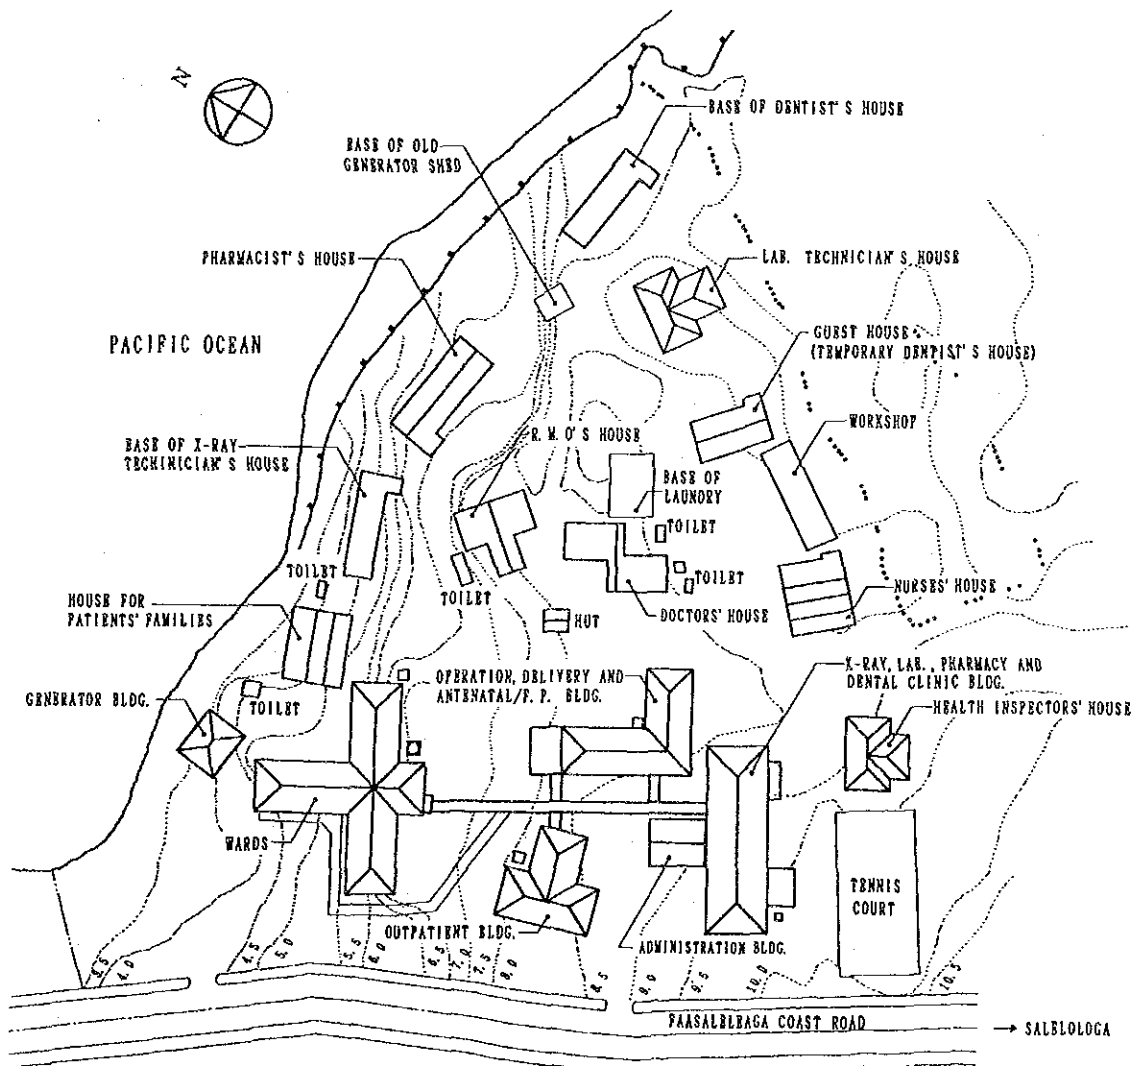 N
BASE OF DENTIST'S HOUSE
BASE OF OLD
GENERATOR SHED
PHARMACIST'S HOUSE
LAB. TECHNICIAN'S HOUSE
PACIFIC OCEAN
GUEST HOUSE
(TEMPORARY DENTIST'S HOUSE)
WORKSHOP
R. M. O'S HOUSE
BASE OF X-RAY
TECHINICIAN'S HOUSE
BASE OF
LAUNDRY
TOILET
TOILET
TOILET
TOILET
NURSES' HOUSE
HOUSE FOR
PATIENTS' FAMILIES
HUT
DOCTORS' HOUSE
OPERATION, DELIVERY AND
ANTENATAL/F. P. BLDG.
X-RAY, LAB., PHARMACY AND
DENTAL CLINIC BLDG.
HEALTH INSPECTORS' HOUSE
GENERATOR BLDG.
TOILET
WARDS
TENNIS
COURT
OUTPATIENT BLDG.
ADMINISTRATION BLDG.
3.5
4.0
4.5
5.0
5.5
6.0
6.5
7.0
7.5
8.0
8.5
9.0
9.5
10.0
10.5
FAASALELEAGA COAST ROAD
SALELOLOGA